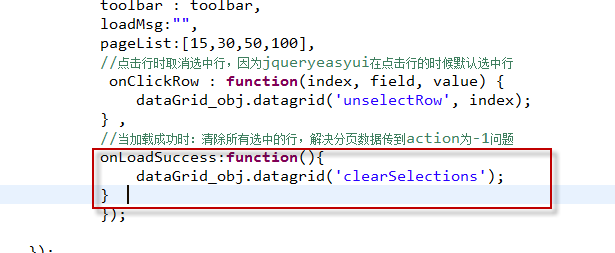 toolbar : toolbar,
loadMsg:"",
pageList:[15,30,50,100],
//点击行时取消选中行，因为jqueryeasyui在点击行的时候默认选中行
onClickRow : function(index, field, value) {
dataGrid_obj.datagrid('unselectRow', index);
} ,
//当加载成功时：清除所有选中的行，解决分页数据传到action为-1问题
onLoadSuccess:function(){
dataGrid_obj.datagrid('clearSelections');
}
});
});